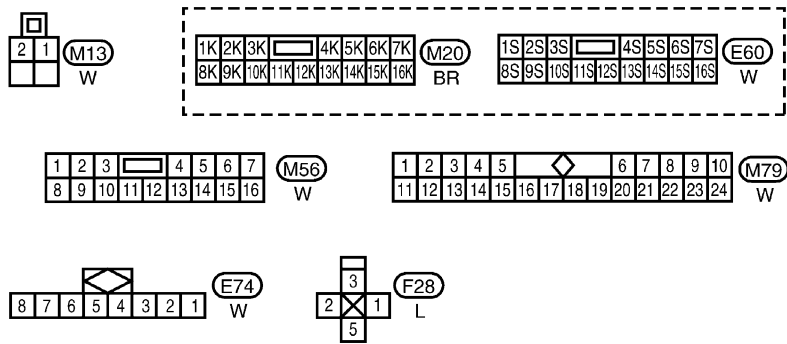 2 1 M13
W
1K 2K 3K 4K 5K 6K 7K M20
8K 9K 10K 11K 12K 13K 14K 15K 16K BR
1S 2S 3S 4S 5S 6S 7S E60
8S 9S 10S 11S 12S 13S 14S 15S 16S W
1 2 3 4 5 6 7 M56
8 9 10 11 12 13 14 15 16 W
1 2 3 4 5 6 7 8 9 10 M79
11 12 13 14 15 16 17 18 19 20 21 22 23 24 W
8 7 6 5 4 3 2 1 E74
W
3
2 1 F28
5 L